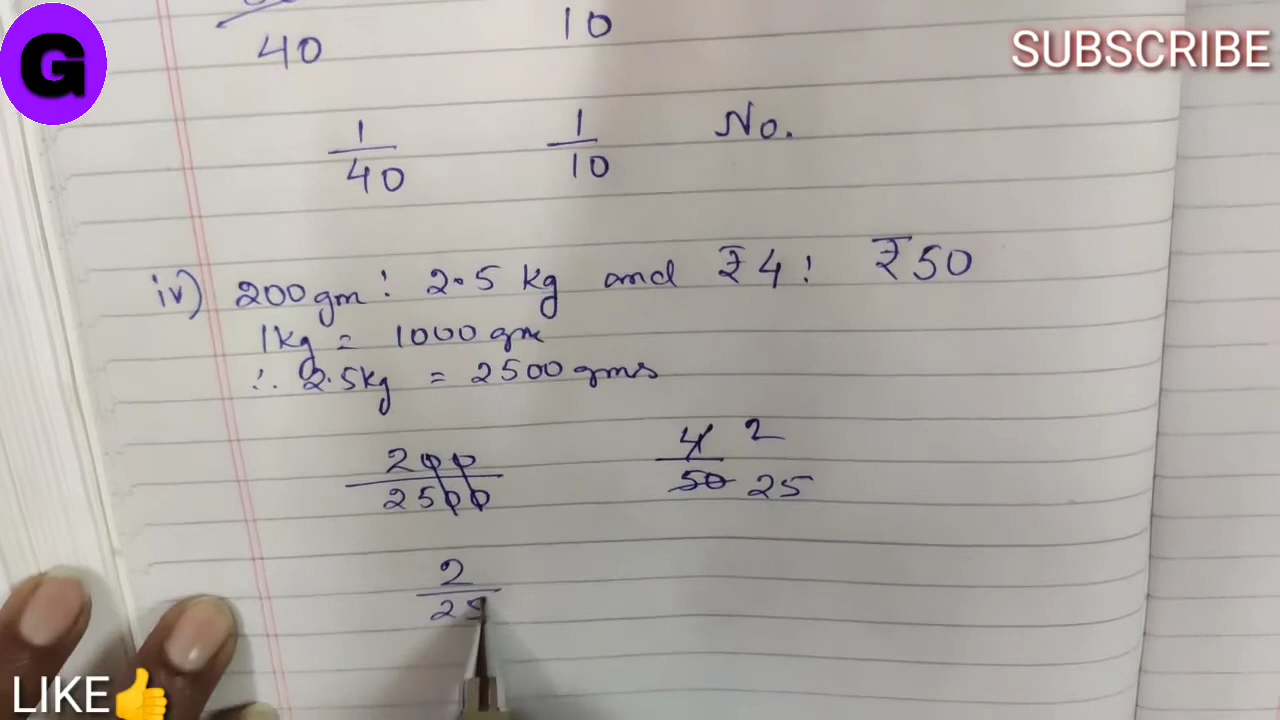 G
SUBSCRIBE
40 10
1/40 1/10 No.
iv) 200gm : 2.5 kg and ₹4 : ₹50
1kg = 1000 gm
∴ 2.5kg = 2500 gms
200 4 2
2500 50 25
2
25
LIKE👍